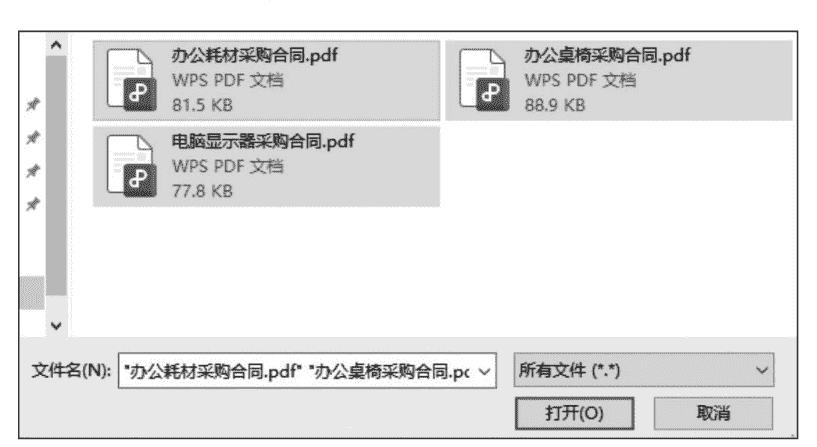 办公耗材采购合同.pdf
WPS PDF 文档
81.5 KB
办公桌椅采购合同.pdf
WPS PDF 文档
88.9 KB
电脑显示器采购合同.pdf
WPS PDF 文档
77.8 KB
文件名(N): "办公耗材采购合同.pdf" "办公桌椅采购合同.pc 所有文件 (*.*)
打开(O) 取消